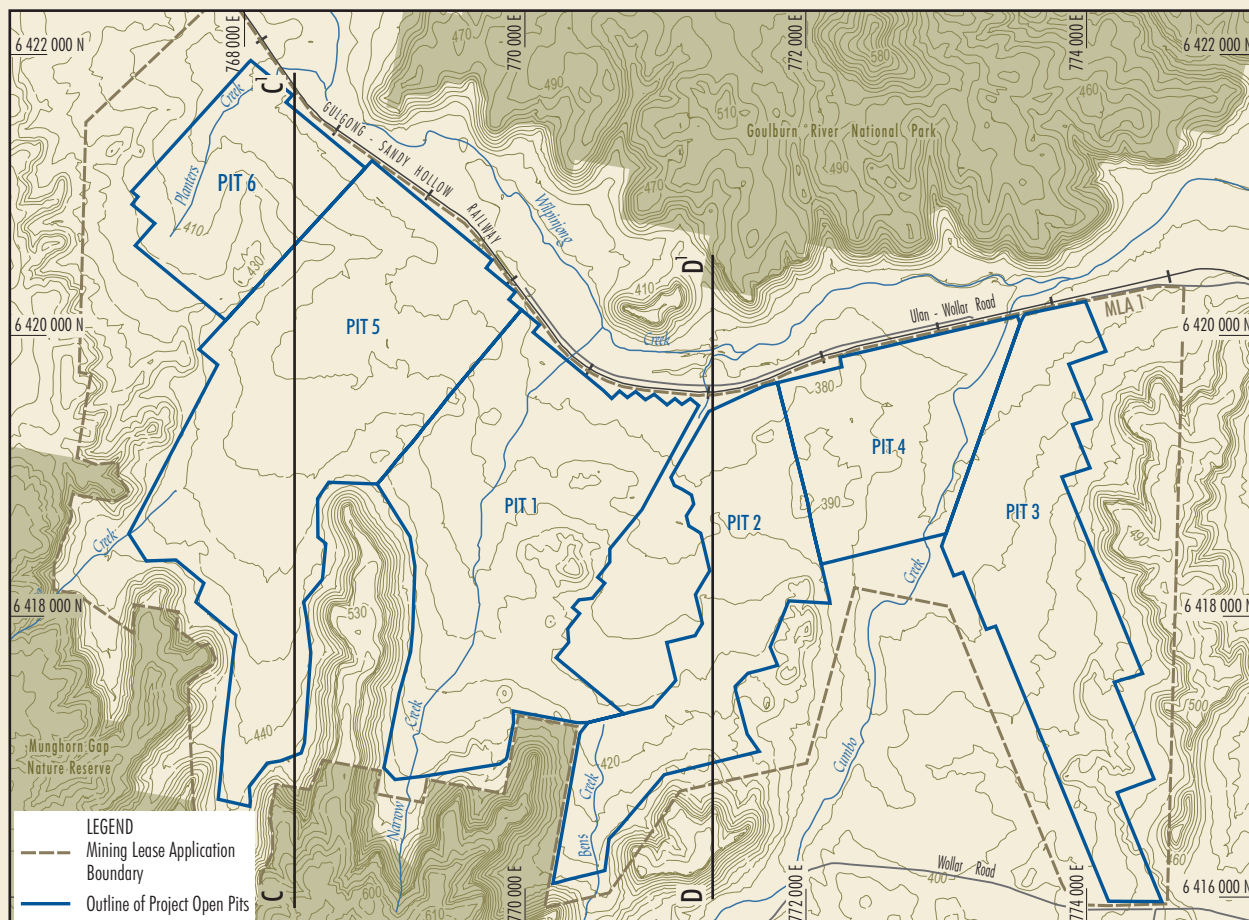 6 422 000 N
768 000 E
770 000 E
772 000 E
774 000 E
6 422 000 N
470
490
510
580
460
490
470
Goulburn River National Park
C1
Creek
Planters
PIT 6
410
430
GULGONG - SANDY HOLLOW RAILWAY
Wilpinjong
Creek
410
D1
Ulan - Wollar Road
MLA 1
6 420 000 N
6 420 000 N
PIT 5
380
PIT 4
390
PIT 1
PIT 2
PIT 3
490
Creek
Creek
6 418 000 N
6 418 000 N
530
440
Creek
Narrow
420
Creek
Bens
Cumbo
500
Munghorn Gap
Nature Reserve
600
610
C
D
Wollar Road
400
460
770 000 E
772 000 E
774 000 E
6 416 000 N
LEGEND
Mining Lease Application
Boundary
Outline of Project Open Pits